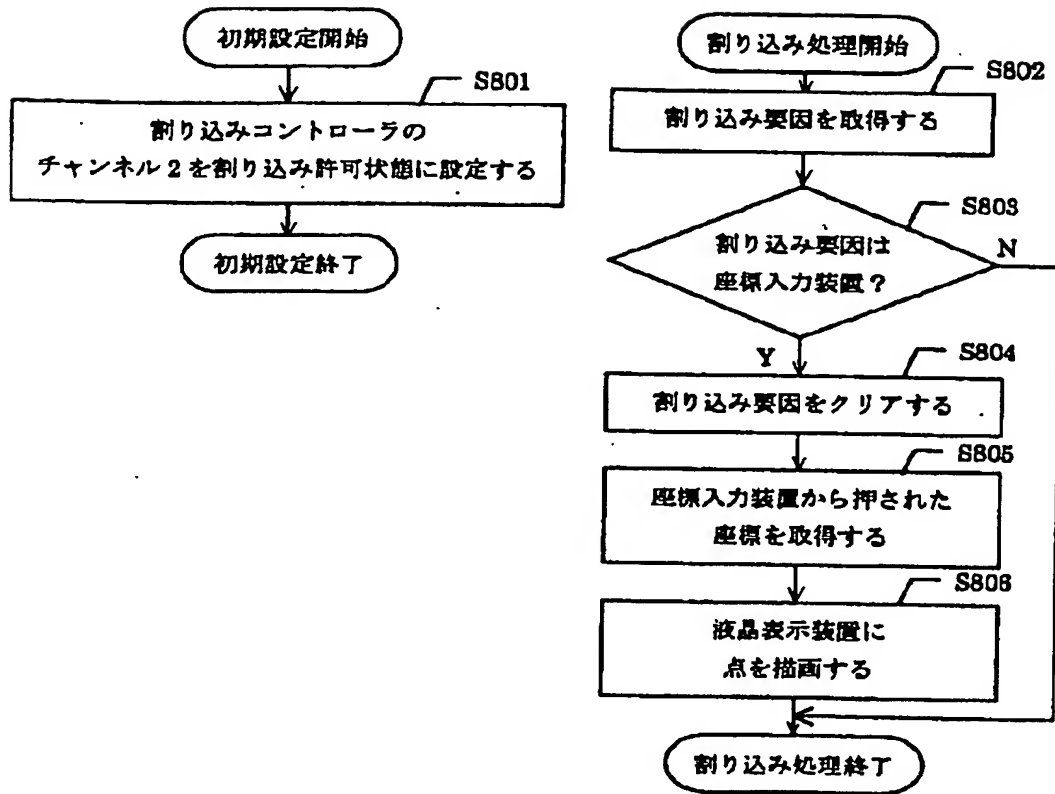 初期設定開始
S801
割り込みコントローラの
チャンネル2を割り込み許可状態に設定する
初期設定終了
割り込み処理開始
S802
割り込み要因を取得する
S803
割り込み要因は
座標入力装置？
N
Y
S804
割り込み要因をクリアする
S805
座標入力装置から押された
座標を取得する
S806
液晶表示装置に
点を描画する
割り込み処理終了